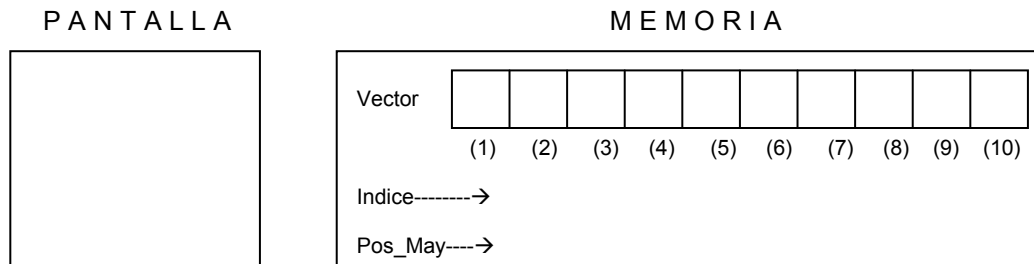 P A N T A L L A
M E M O R I A
Vector
(1) (2) (3) (4) (5) (6) (7) (8) (9) (10)
Indice--------→
Pos_May----→